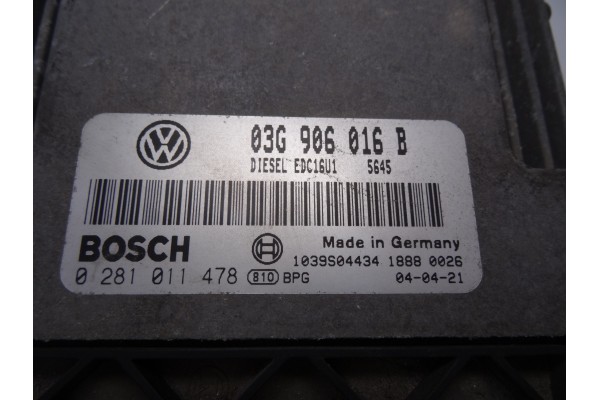 03G 906 016 B
DIESEL EDC16U1 5645
BOSCH
Made in Germany
1039S04434 1888 0026
0 281 011 478 810 BPG 04-04-21